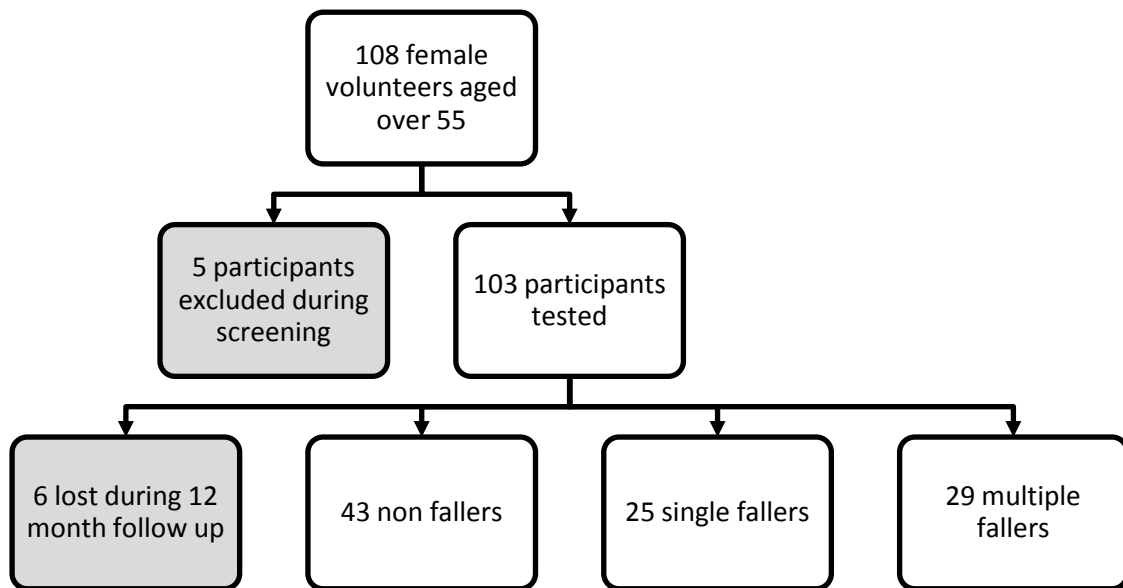 108 female
volunteers aged
over 55
5 participants
excluded during
screening
103 participants
tested
6 lost during 12
month follow up
43 non fallers
25 single fallers
29 multiple
fallers